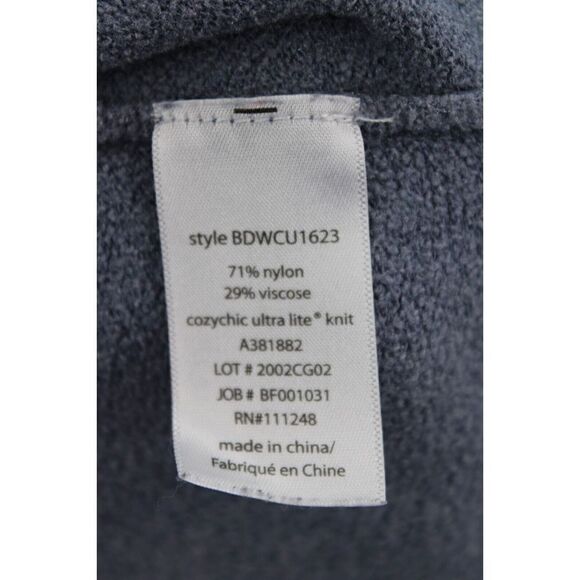 style BDWCU1623
71% nylon
29% viscose
cozychic ultra lite® knit
A381882
LOT # 2002CG02
JOB # BF001031
RN#111248
made in china/
Fabriqué en Chine